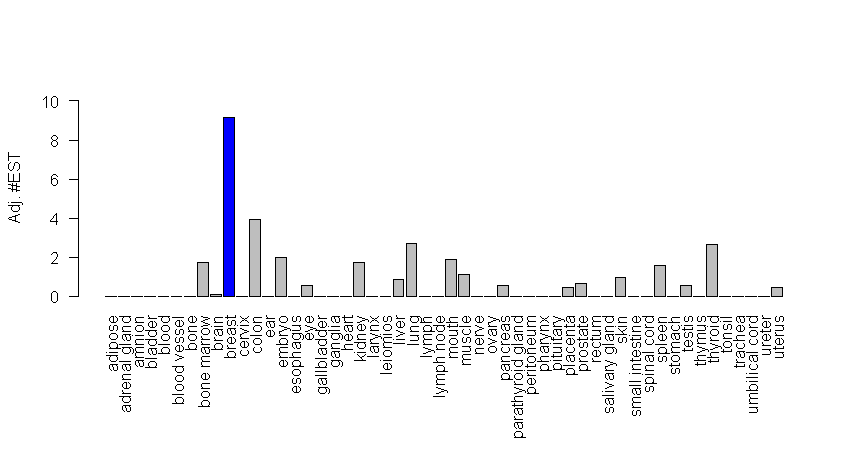 Adj. #EST
10
8
6
4
2
0
adipose
adrenal gland
amnion
bladder
blood
blood vessel
bone
bone marrow
brain
breast
cervix
colon
ear
embryo
esophagus
eye
gallbladder
ganglia
heart
kidney
larynx
leiomios
liver
lung
lymph
lymph node
mouth
muscle
nerve
ovary
pancreas
parathyroid gland
peritoneum
pharynx
pituitary
placenta
prostate
rectum
salivary gland
skin
small intestine
spinal cord
spleen
stomach
testis
thymus
thyroid
tonsil
trachea
umbilical cord
ureter
uterus